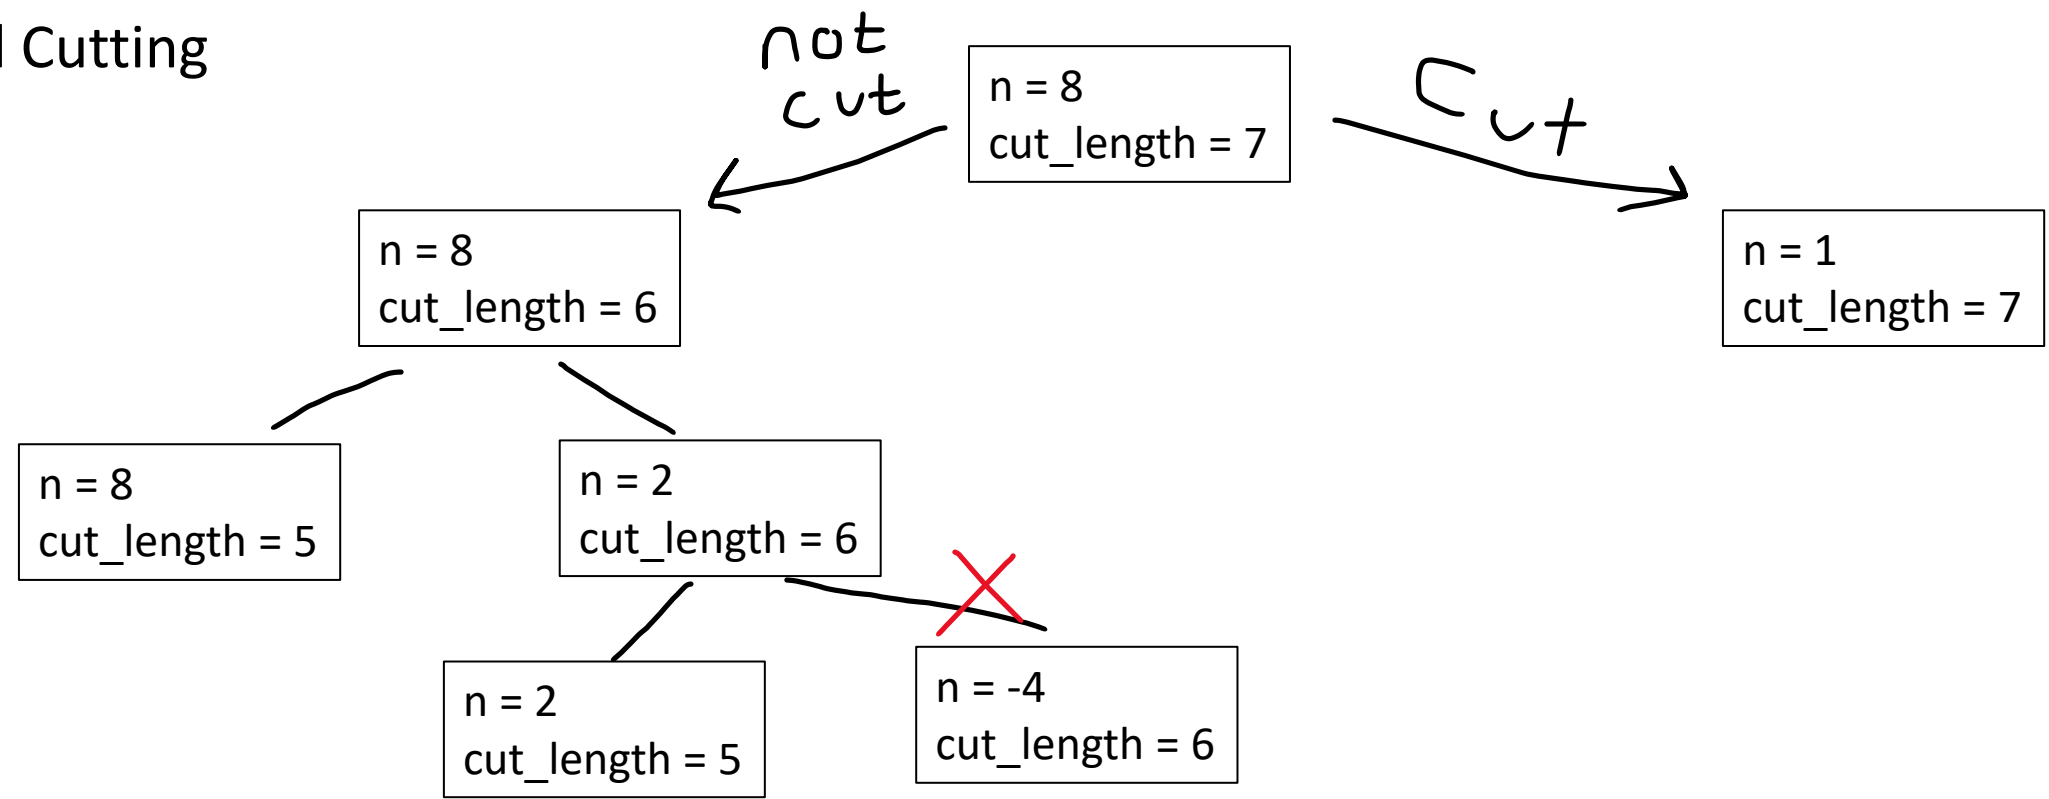 Cutting
not
cut
n = 8
cut_length = 7
Cut
n = 8
cut_length = 6
n = 1
cut_length = 7
n = 8
cut_length = 5
n = 2
cut_length = 6
n = 2
cut_length = 5
n = -4
cut_length = 6